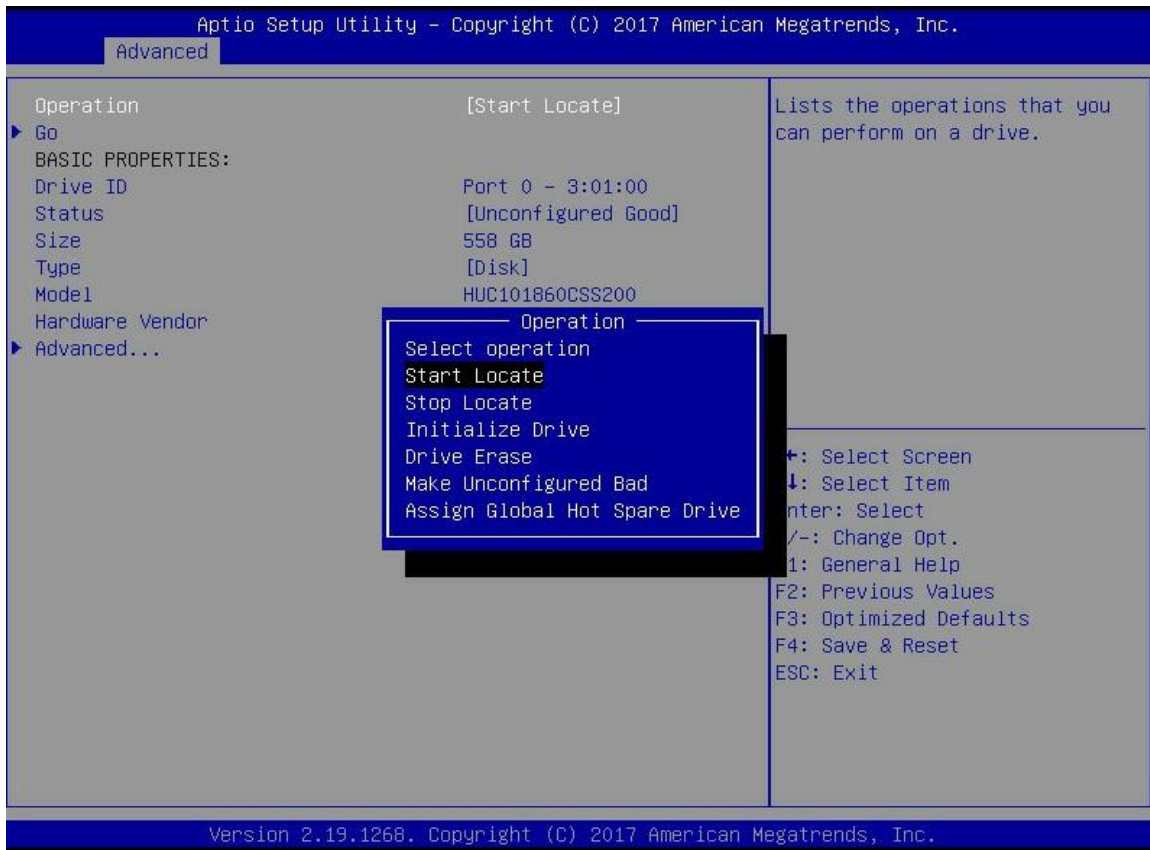 Aptio Setup Utility – Copyright (C) 2017 American Megatrends, Inc.
Advanced
Operation [Start Locate]
Go
BASIC PROPERTIES:
Drive ID Port 0 – 3:01:00
Status [Unconfigured Good]
Size 558 GB
Type [Disk]
Model HUC101860CSS200
Hardware Vendor
Advanced...
Operation
Select operation
Start Locate
Stop Locate
Initialize Drive
Drive Erase
Make Unconfigured Bad
Assign Global Hot Spare Drive
Lists the operations that you
can perform on a drive.
: Select Screen
: Select Item
nter: Select
/-: Change Opt.
1: General Help
F2: Previous Values
F3: Optimized Defaults
F4: Save & Reset
ESC: Exit
Version 2.19.1268. Copyright (C) 2017 American Megatrends, Inc.